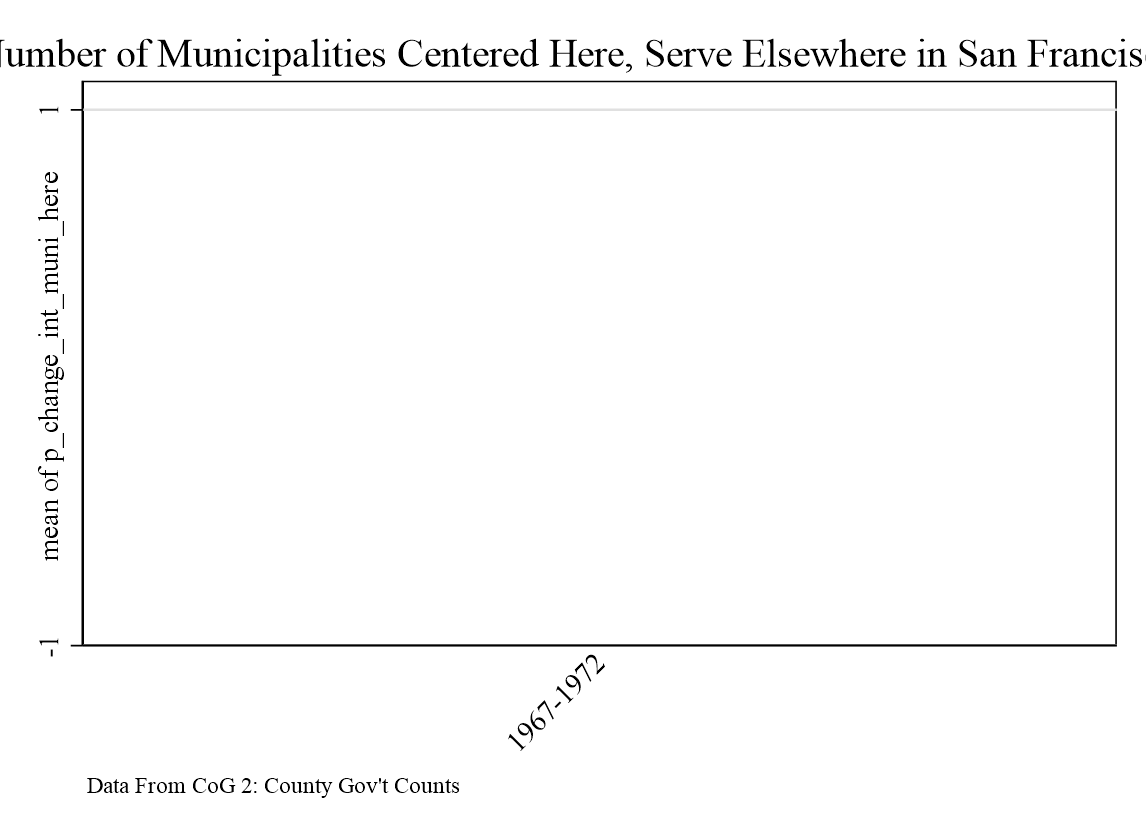 umber of Municipalities Centered Here, Serve Elsewhere in San Francis
1
mean of p_change_int_muni_here
-1
1967-1972
Data From CoG 2: County Gov't Counts